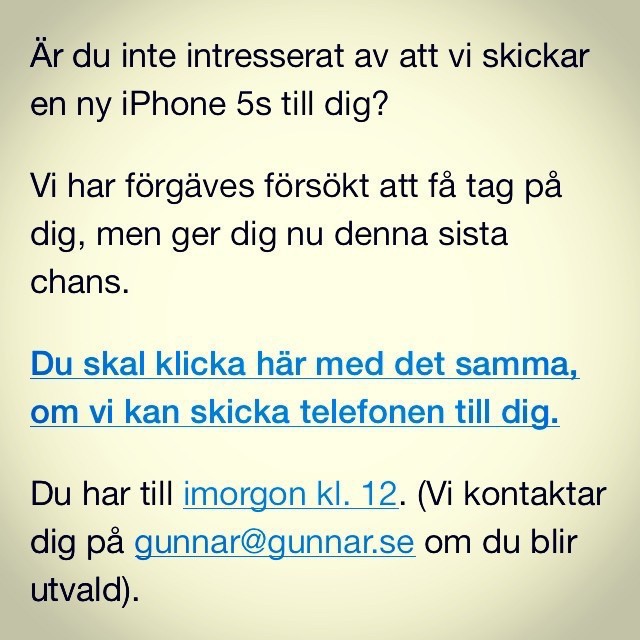 Är du inte intresserat av att vi skickar
en ny iPhone 5s till dig?
Vi har förgäves försökt att få tag på
dig, men ger dig nu denna sista
chans.
Du skal klicka här med det samma,
om vi kan skicka telefonen till dig.
Du har till imorgon kl. 12. (Vi kontaktar
dig på gunnar@gunnar.se om du blir
utvald).